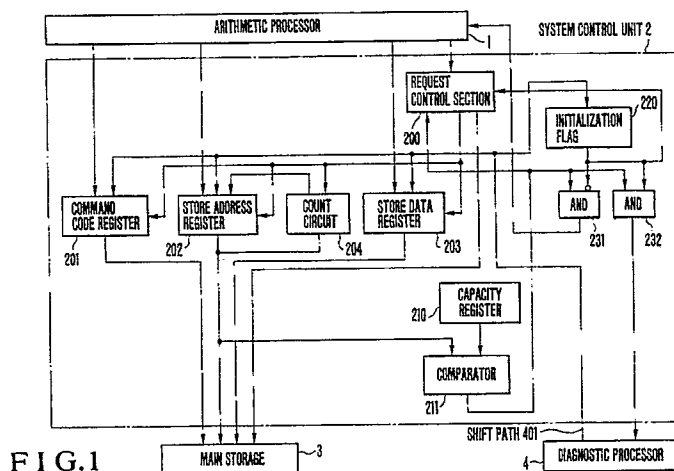 ARITHMETIC PROCESSOR
1
SYSTEM CONTROL UNIT 2
REQUEST
CONTROL SECTION
200
INITIALIZATION
FLAG
220
COMMAND
CODE REGISTER
201
STORE ADDRESS
REGISTER
202
COUNT
CIRCUIT
204
STORE DATA
REGISTER
203
AND
231
AND
232
CAPACITY
REGISTER
210
COMPARATOR
211
SHIFT PATH 401
MAIN STORAGE
3
DIAGNOSTIC PROCESSOR
4
FIG.1